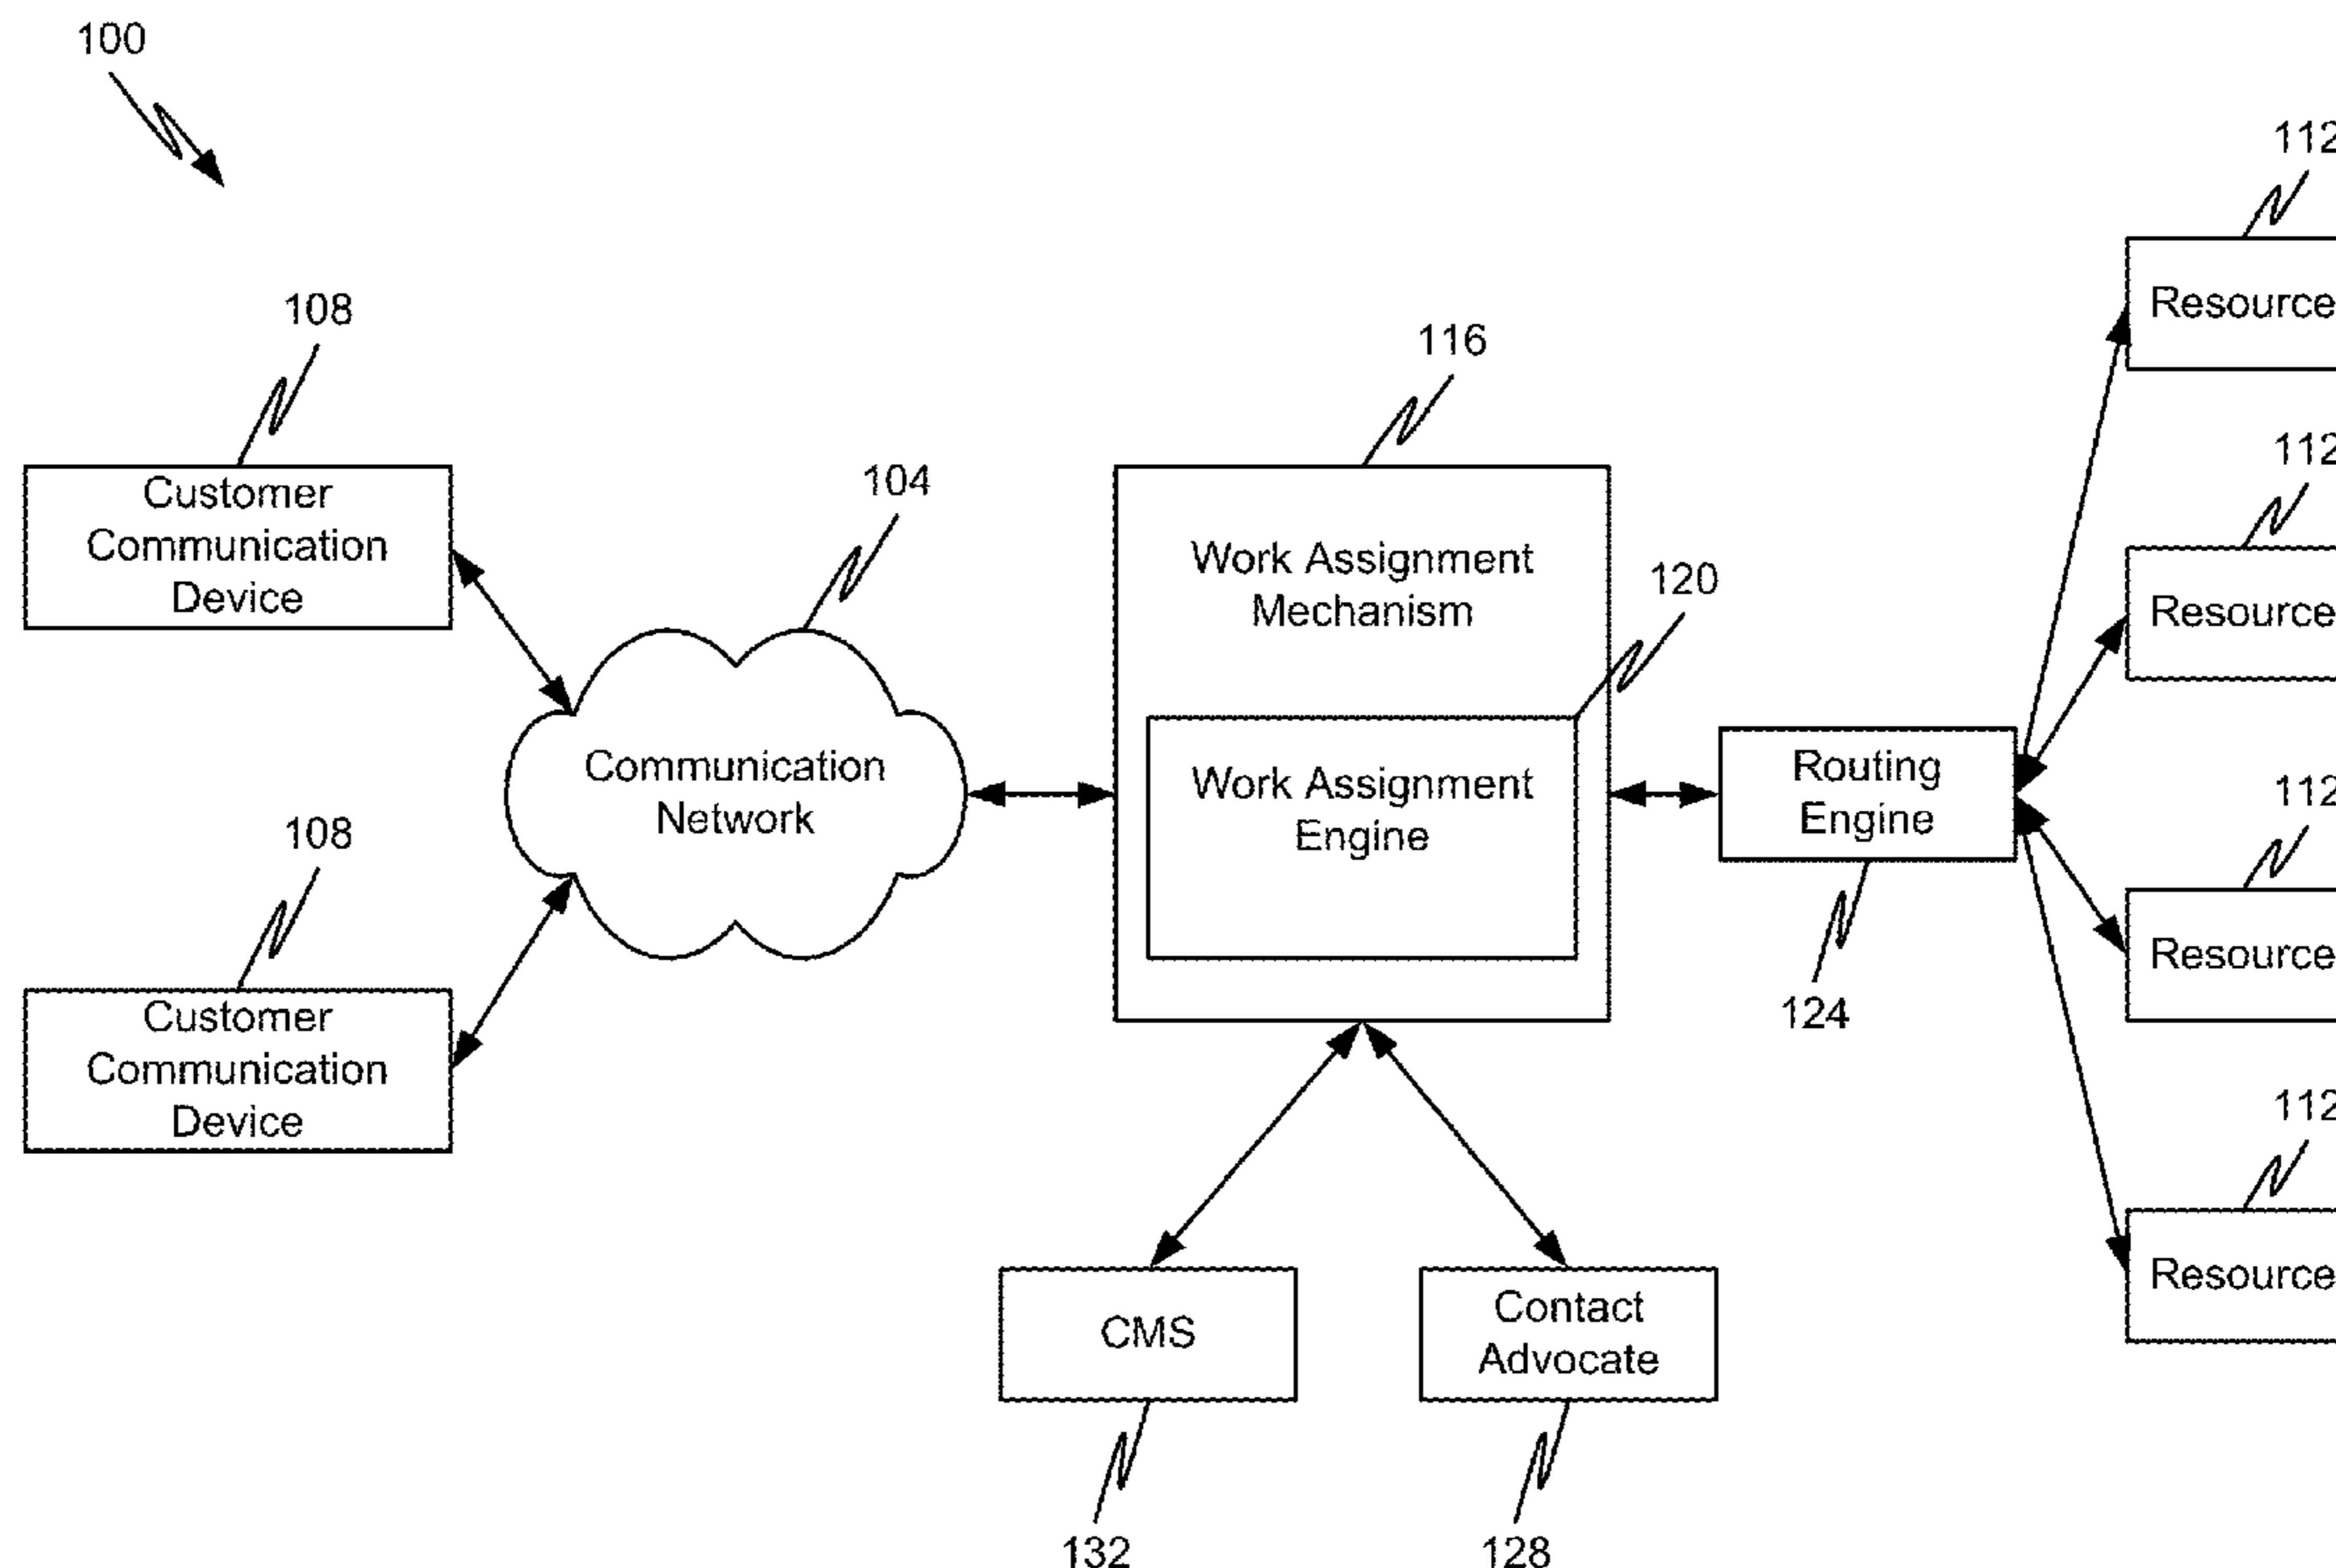 100
112
108
Resource
116
112
104
Customer
Communication
Device
Work Assignment
Mechanism
120
Resource
Communication
Network
Work Assignment
Engine
Routing
Engine
112
108
Resource
124
Customer
Communication
Device
112
Resource
CMS
Contact
Advocate
132
128